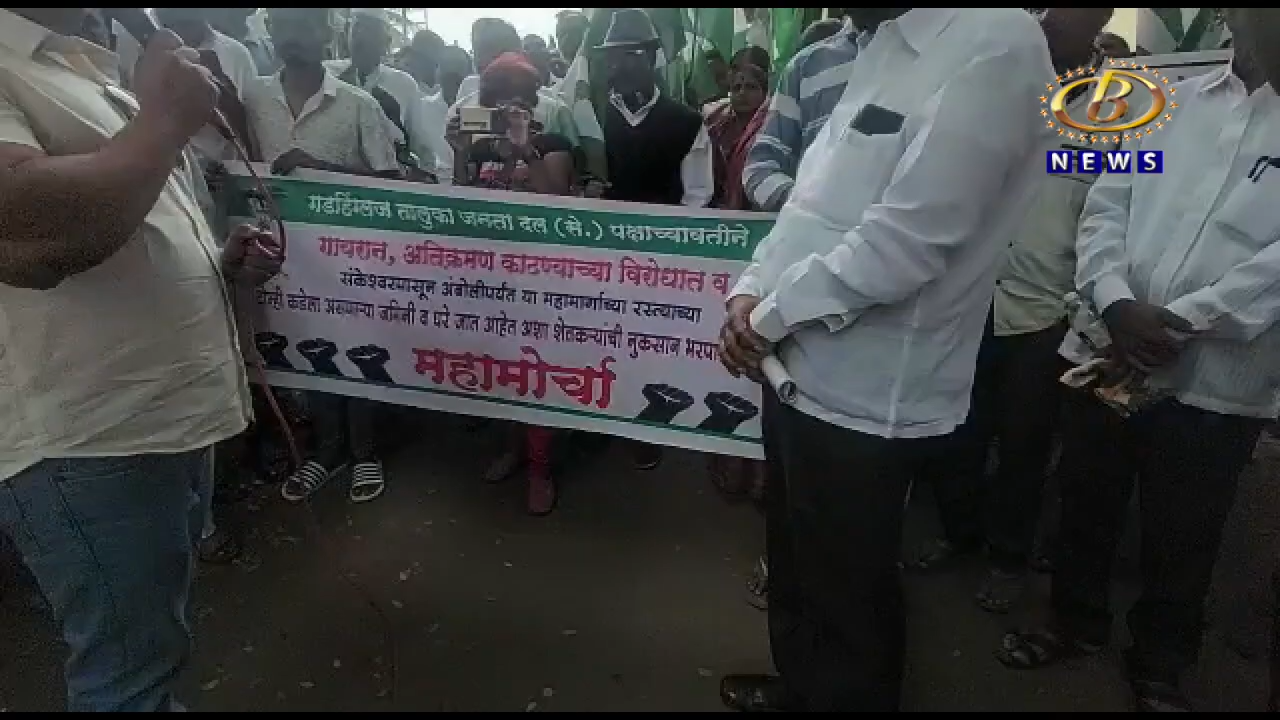 B
NEWS
गडहिंग्लज तालुका जनता दल (से.) पक्षाच्यावतीने
गायरान, अतिक्रमण काढण्याच्या विरोधात व
संकेश्वरपासून अंबोलीपर्यंत या महामार्गाच्या रस्त्याच्या
दोन्ही कडेला असणाऱ्या जमिनी व घरे जात आहेत अशा शेतकऱ्यांची नुकसान भरपा
महामोर्चा